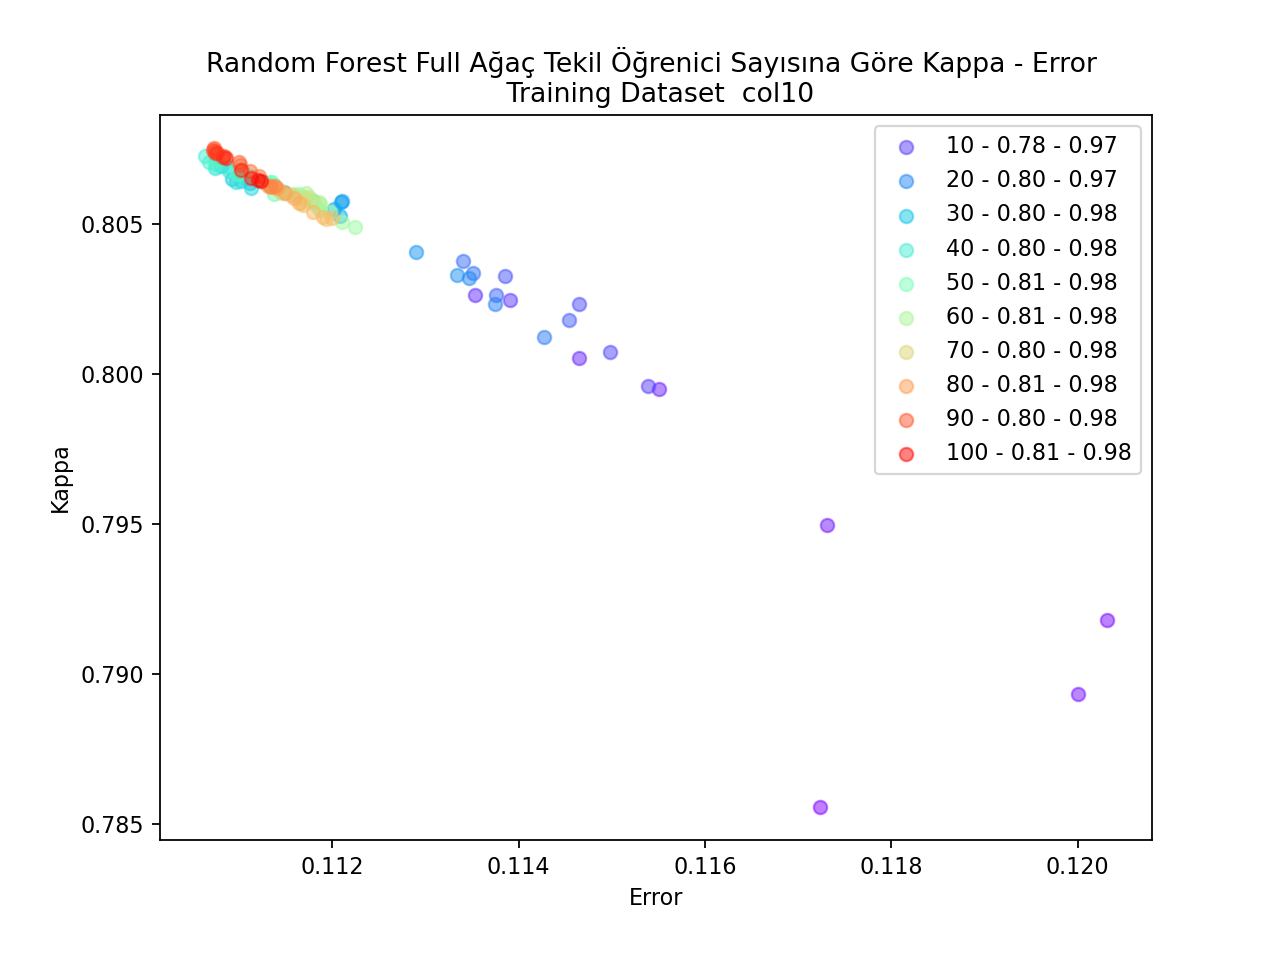 Random Forest Full Ağaç Tekil Öğrenici Sayısına Göre Kappa - Error
Training Dataset  col10
10 - 0.78 - 0.97
20 - 0.80 - 0.97
30 - 0.80 - 0.98
40 - 0.80 - 0.98
50 - 0.81 - 0.98
60 - 0.81 - 0.98
70 - 0.80 - 0.98
80 - 0.81 - 0.98
90 - 0.80 - 0.98
100 - 0.81 - 0.98
Kappa
0.805
0.800
0.795
0.790
0.785
0.112 0.114 0.116 0.118 0.120
Error